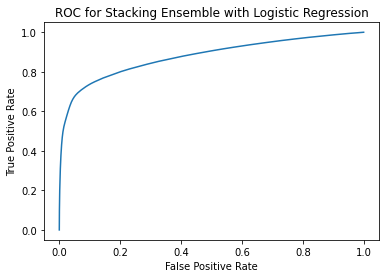 ROC for Stacking Ensemble with Logistic Regression
1.0
0.8
0.6
0.4
0.2
0.0
True Positive Rate
0.0 0.2 0.4 0.6 0.8 1.0
False Positive Rate